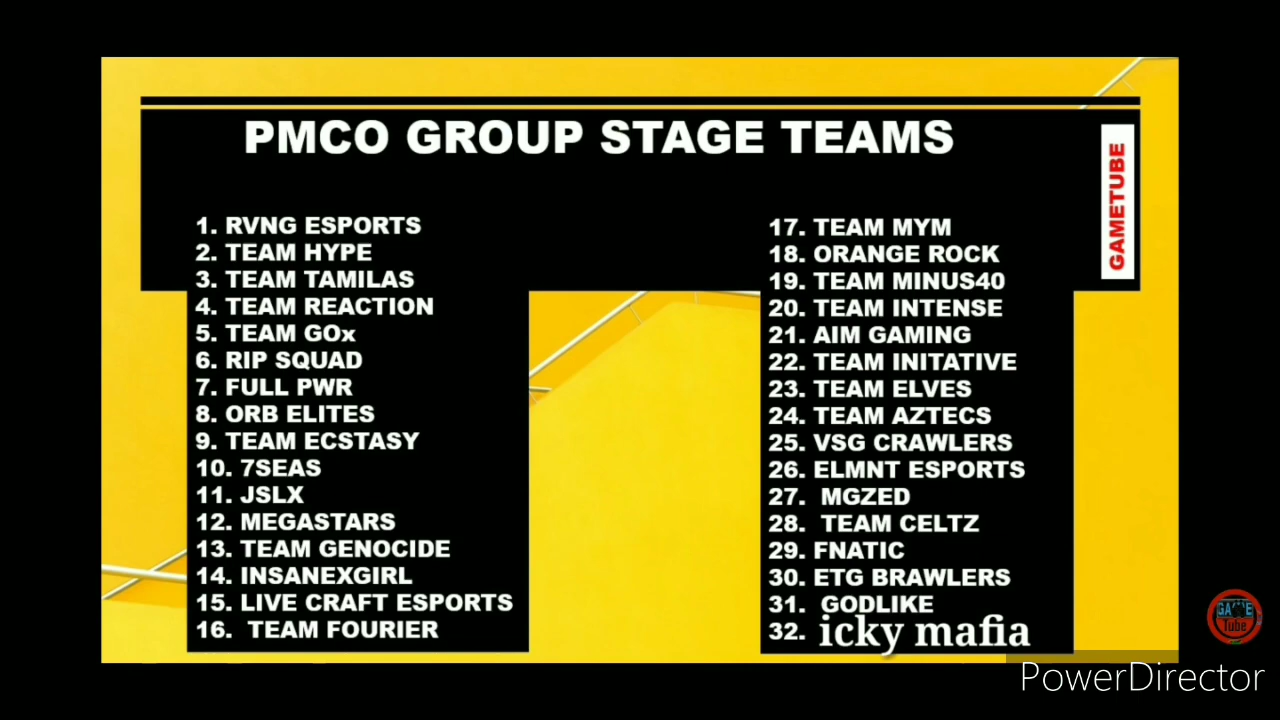 PMCO GROUP STAGE TEAMS
GAMETUBE
1. RVNG ESPORTS
2. TEAM HYPE
3. TEAM TAMILAS
4. TEAM REACTION
5. TEAM GOx
6. RIP SQUAD
7. FULL PWR
8. ORB ELITES
9. TEAM ECSTASY
10. 7SEAS
11. JSLX
12. MEGASTARS
13. TEAM GENOCIDE
14. INSANEXGIRL
15. LIVE CRAFT ESPORTS
16. TEAM FOURIER
17. TEAM MYM
18. ORANGE ROCK
19. TEAM MINUS40
20. TEAM INTENSE
21. AIM GAMING
22. TEAM INITATIVE
23. TEAM ELVES
24. TEAM AZTECS
25. VSG CRAWLERS
26. ELMNT ESPORTS
27. MGZED
28. TEAM CELTZ
29. FNATIC
30. ETG BRAWLERS
31. GODLIKE
32. icky mafia
GAME
Tube
PowerDirector